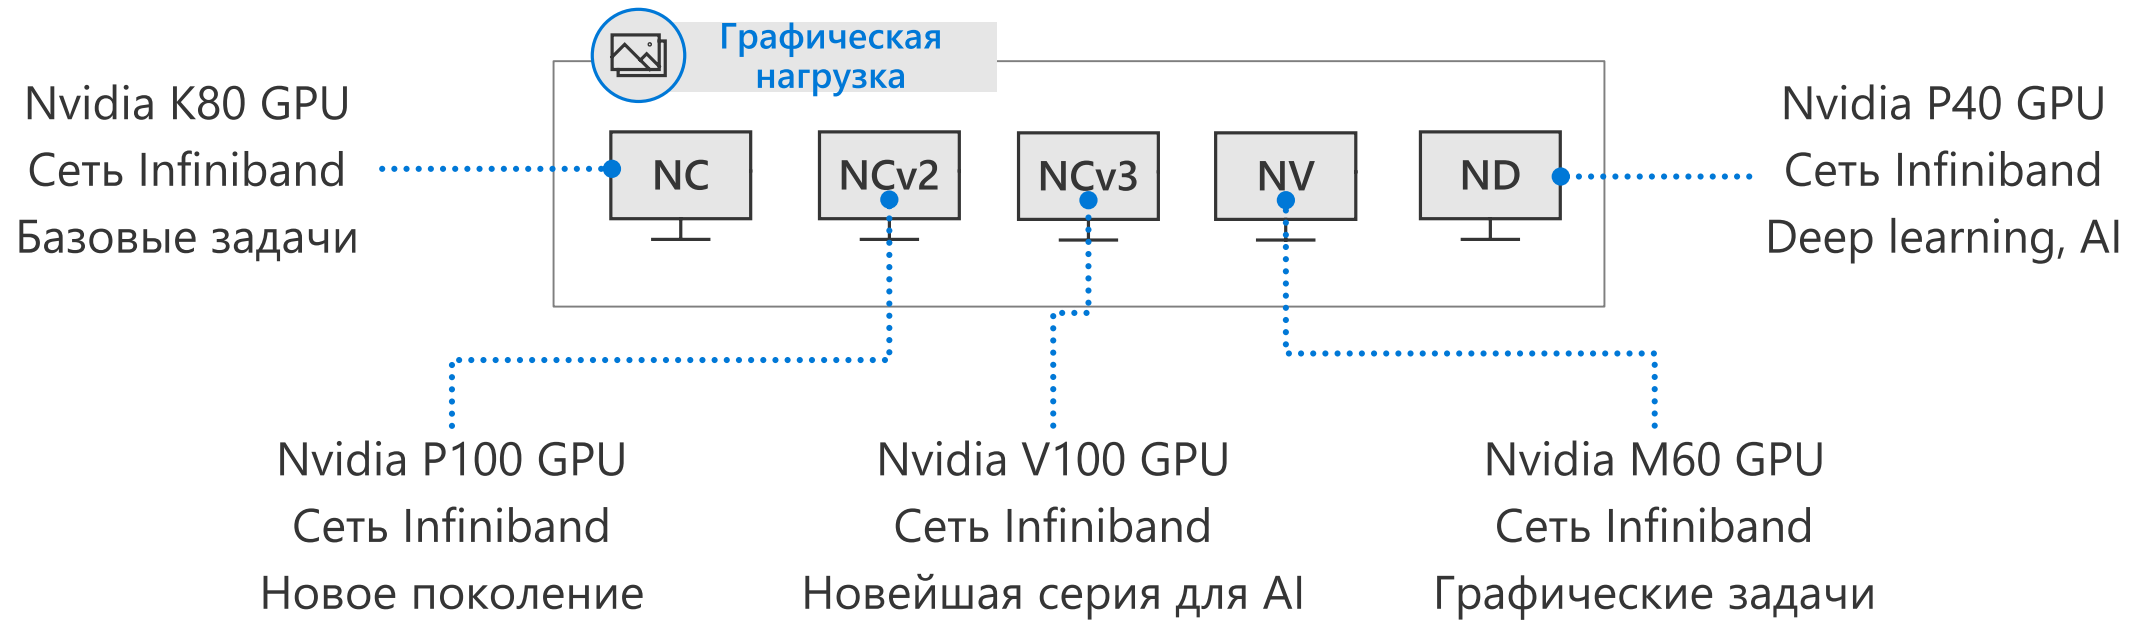 Графическая
нагрузка
Nvidia K80 GPU
Сеть Infiniband
Базовые задачи
NC
NCv2
NCv3
NV
ND
Nvidia P40 GPU
Сеть Infiniband
Deep learning, AI
Nvidia P100 GPU
Сеть Infiniband
Новое поколение
Nvidia V100 GPU
Сеть Infiniband
Новейшая серия для AI
Nvidia M60 GPU
Сеть Infiniband
Графические задачи